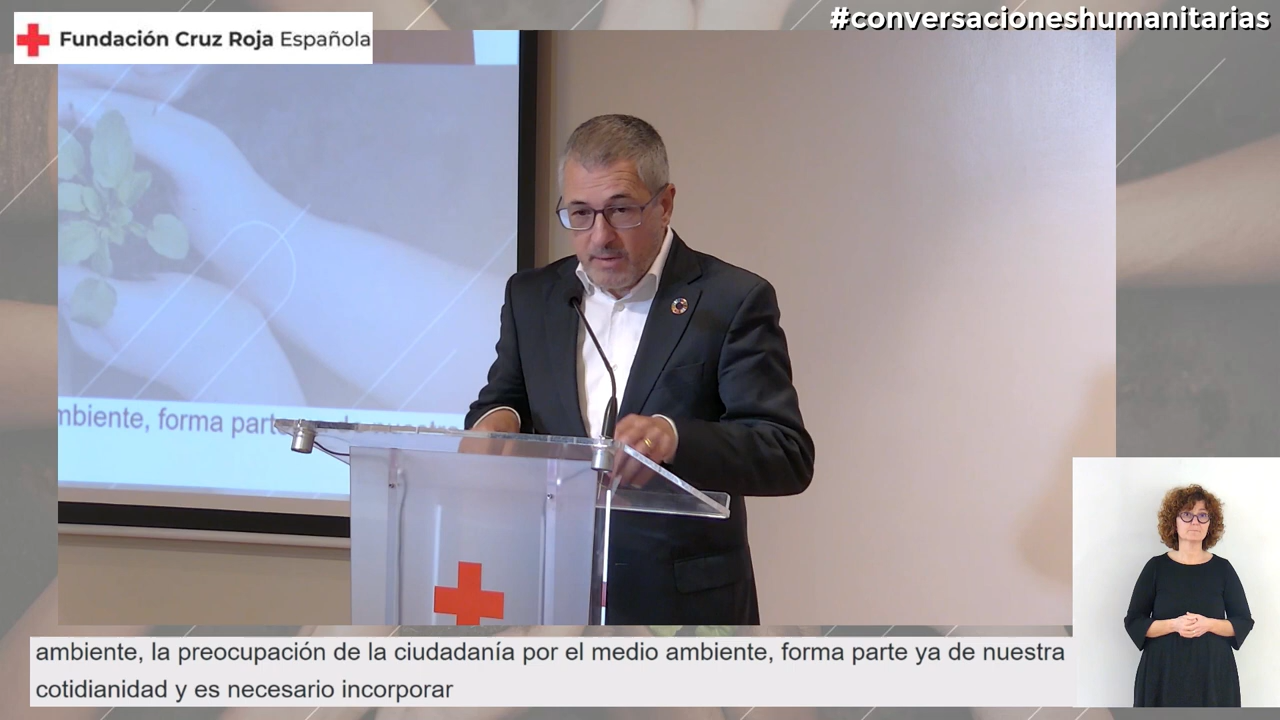 #conversacioneshumanitarias
Fundación Cruz Roja Española
mbiente, forma part
ambiente, la preocupación de la ciudadanía por el medio ambiente, forma parte ya de nuestra
cotidianidad y es necesario incorporar